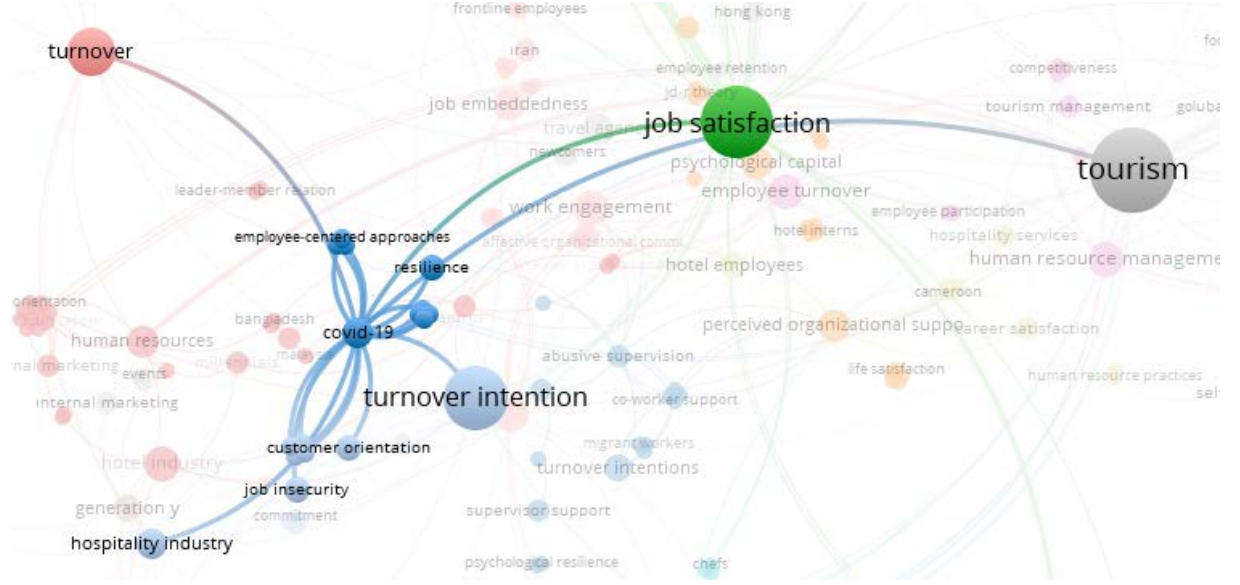 frontline employees
hong kong
turnover
iran
employee retention
competitiveness
jd-r theory
job embeddedness
tourism management
goluba
travel agen
job satisfaction
newcomers
psychological capital
tourism
leader-member relation
employee turnover
work engagement
employee participation
employee-centered approaches
affective organizational commi
hotel interns
hospitality services
resilience
hotel employees
human resource manageme
cameroon
orientation
bangladesh
covid-19
perceived organizational suppo
areer satisfaction
human resources
malaysia
abusive supervision
nal marketing
millennials
events
life satisfaction
human resource practices
internal marketing
turnover intention
co-worker support
sel
customer orientation
migrant workers
hotel industry
turnover intentions
job insecurity
generation y
commitment
supervisor support
hospitality industry
psychological resilience
chefs